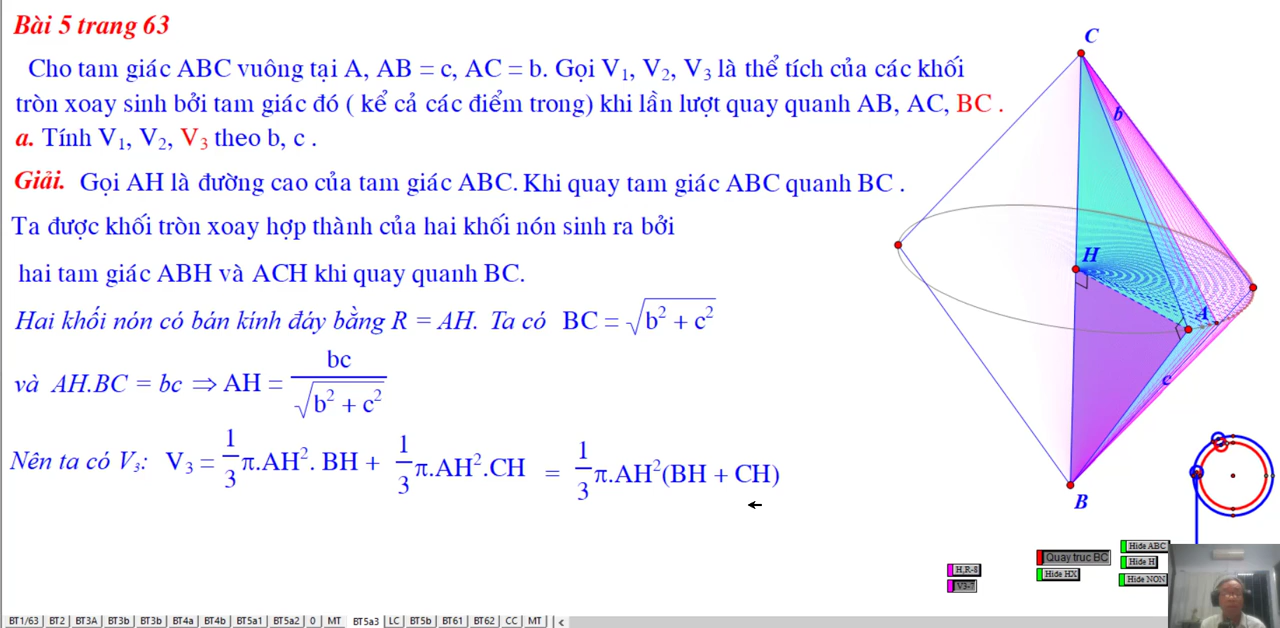 Bài 5 trang 63
Cho tam giác ABC vuông tại A, AB = c, AC = b. Gọi V₁, V₂, V₃ là thể tích của các khối
tròn xoay sinh bởi tam giác đó ( kể cả các điểm trong) khi lần lượt quay quanh AB, AC, BC .
a. Tính V₁, V₂, V₃ theo b, c .
Giải. Gọi AH là đường cao của tam giác ABC. Khi quay tam giác ABC quanh BC .
Ta được khối tròn xoay hợp thành của hai khối nón sinh ra bởi
hai tam giác ABH và ACH khi quay quanh BC.
Hai khối nón có bán kính đáy bằng R = AH. Ta có BC = √(b² + c²)
và AH.BC = bc ⇒ AH = bc/√(b² + c²)
Nên ta có V₃: V₃ = 1/3 π.AH². BH + 1/3 π.AH².CH = 1/3 π.AH²(BH + CH)
C
b
H
A
c
B
H,R-8
V3-7
Quay truc BC
Hide HX
Hide ABC
Hide H
Hide NON
BT1/63 | BT2 | BT3A | BT3b | BT3b | BT4a | BT4b | BT5a1 | BT5a2 | 0 | MT | BT5a3 | LC | BT5b | BT61 | BT62 | CC | MT | <